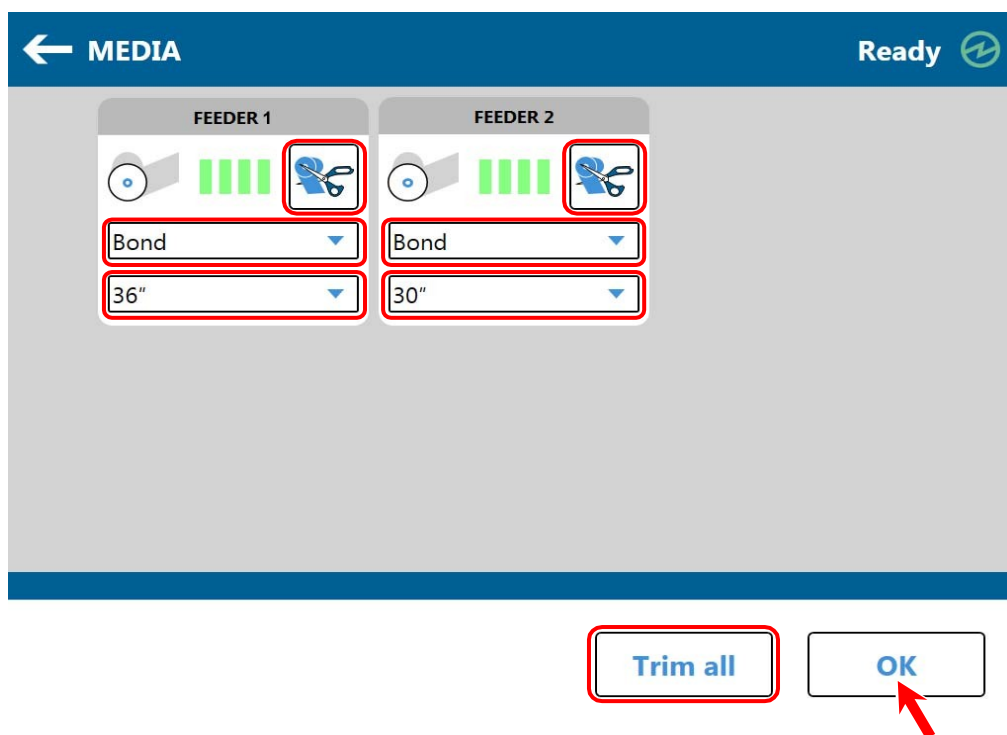 MEDIA
Ready
FEEDER 1
FEEDER 2
Bond
Bond
36"
30"
Trim all
OK